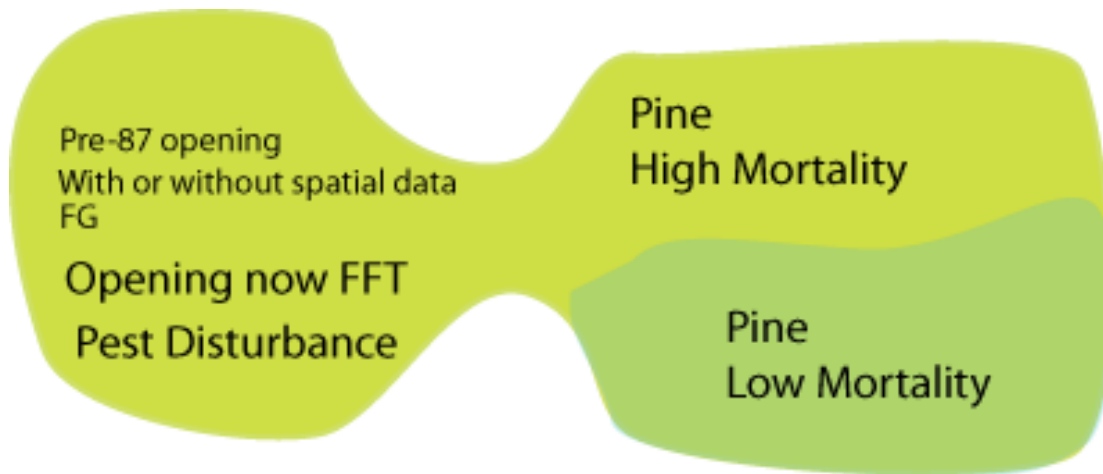 Pre-87 opening
With or without spatial data
FG
Opening now FFT
Pest Disturbance
Pine
High Mortality
Pine
Low Mortality